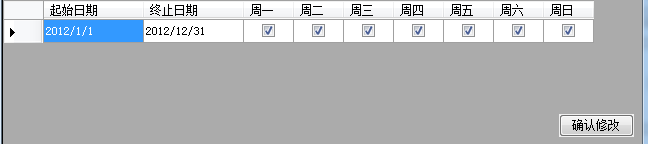 起始日期 终止日期 周一 周二 周三 周四 周五 周六 周日
2012/1/1 2012/12/31
确认修改